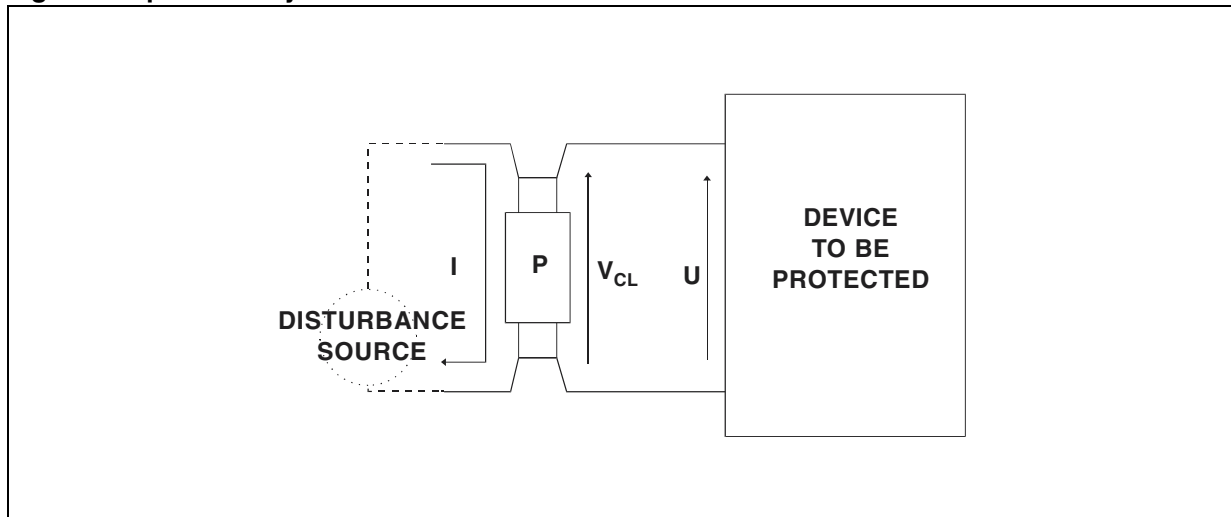 I
P
V_CL
U
DISTURBANCE
SOURCE
DEVICE
TO BE
PROTECTED